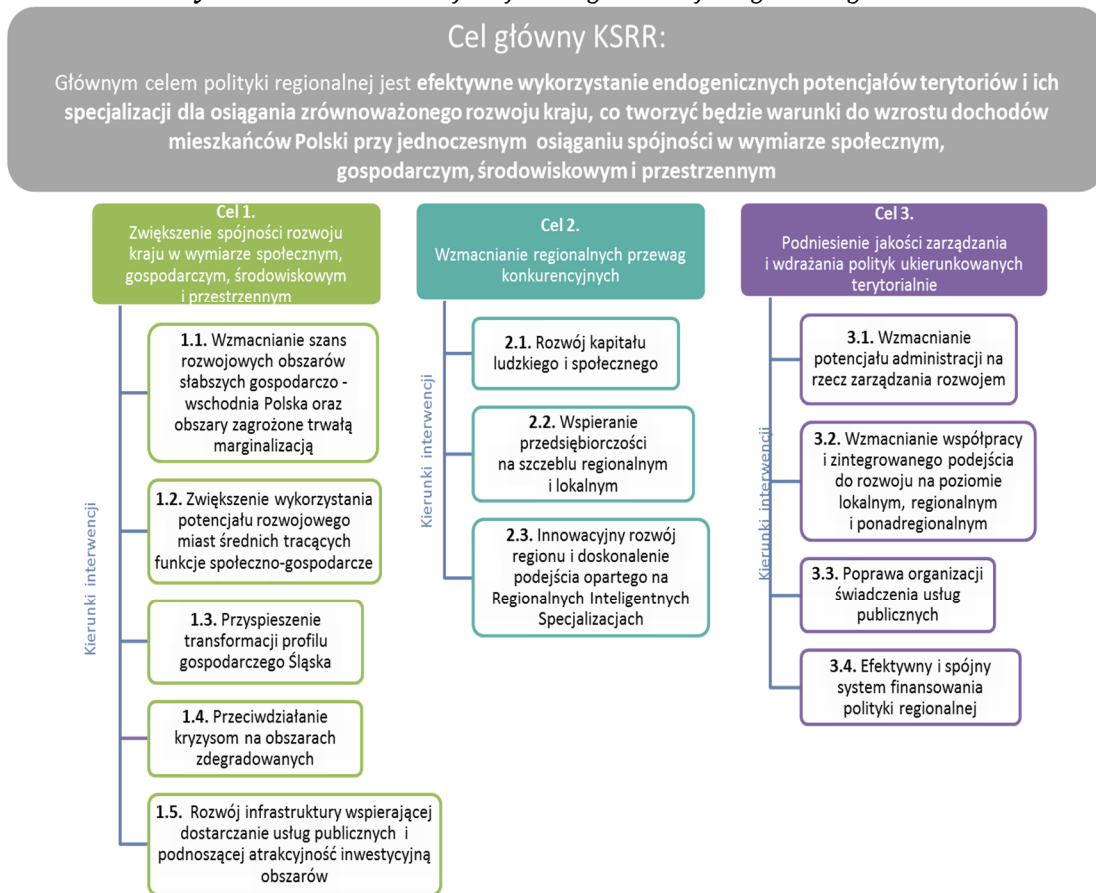 Cel główny KSRR:
Głównym celem polityki regionalnej jest efektywne wykorzystanie endogenicznych potencjałów terytoriów i ich
specjalizacji dla osiągania zrównoważonego rozwoju kraju, co tworzyć będzie warunki do wzrostu dochodów
mieszkańców Polski przy jednoczesnym osiąganiu spójności w wymiarze społecznym,
gospodarczym, środowiskowym i przestrzennym
Cel 1.
Zwiększenie spójności rozwoju
kraju w wymiarze społecznym,
gospodarczym, środowiskowym
i przestrzennym
Kierunki interwencji
1.1. Wzmacnianie szans
rozwojowych obszarów
słabszych gospodarczo -
wschodnia Polska oraz
obszary zagrożone trwałą
marginalizacją
1.2. Zwiększenie wykorzystania
potencjału rozwojowego
miast średnich tracących
funkcje społeczno-gospodarcze
1.3. Przyspieszenie
transformacji profilu
gospodarczego Śląska
1.4. Przeciwdziałanie
kryzysom na obszarach
zdegradowanych
1.5. Rozwój infrastruktury wspierającej
dostarczanie usług publicznych i
podnoszącej atrakcyjność inwestycyjną
obszarów
Cel 2.
Wzmacnianie regionalnych przewag
konkurencyjnych
Kierunki interwencji
2.1. Rozwój kapitału
ludzkiego i społecznego
2.2. Wspieranie
przedsiębiorczości
na szczeblu regionalnym
i lokalnym
2.3. Innowacyjny rozwój
regionu i doskonalenie
podejścia opartego na
Regionalnych Inteligentnych
Specjalizacjach
Cel 3.
Podniesienie jakości zarządzania
i wdrażania polityk ukierunkowanych
terytorialnie
Kierunki interwencji
3.1. Wzmacnianie
potencjału administracji na
rzecz zarządzania rozwojem
3.2. Wzmacnianie współpracy
i zintegrowanego podejścia
do rozwoju na poziomie
lokalnym, regionalnym
i ponadregionalnym
3.3. Poprawa organizacji
świadczenia usług
publicznych
3.4. Efektywny i spójny
system finansowania
polityki regionalnej